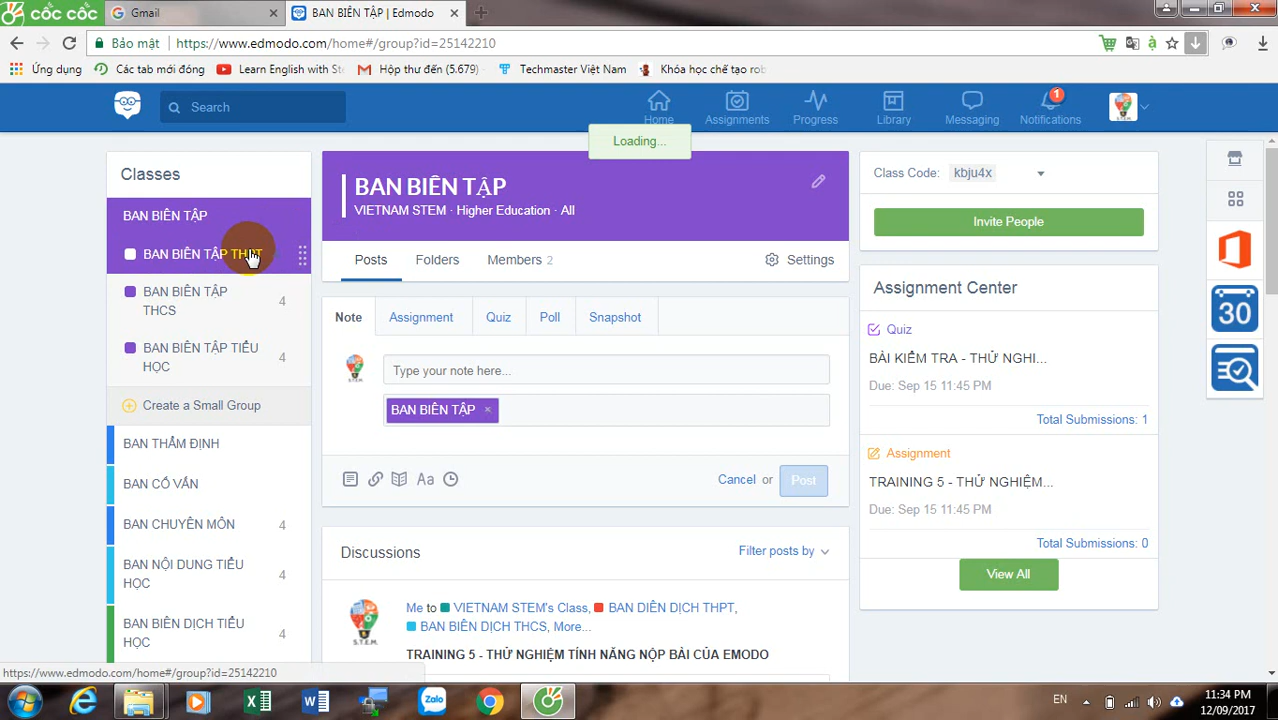 cốc cốc
Gmail
BAN BIÊN TẬP | Edmodo
Bảo mật
https://www.edmodo.com/home#/group?id=25142210
Ứng dụng
Các tab mới đóng
Learn English with Ste
Hộp thư đến (5.679)
Techmaster Việt Nam
Khóa học chế tạo rob
Search
Home
Assignments
Progress
Library
Messaging
1
Notifications
Loading...
Classes
BAN BIÊN TẬP
BAN BIÊN TẬP THPT
BAN BIÊN TẬP
THCS
4
BAN BIÊN TẬP TIỂU
HỌC
4
Create a Small Group
BAN THẨM ĐỊNH
BAN CỐ VẤN
BAN CHUYÊN MÔN
4
BAN NỘI DUNG TIỂU
HỌC
4
BAN BIÊN DỊCH TIỂU
HỌC
4
BAN BIÊN TẬP
VIETNAM STEM · Higher Education · All
Posts
Folders
Members 2
Settings
Note
Assignment
Quiz
Poll
Snapshot
Type your note here...
BAN BIÊN TẬP ×
Aa
Cancel or
Post
Discussions
Filter posts by
S.T.E.M.
Me to VIETNAM STEM's Class, BAN DIÊN DỊCH THPT,
BAN BIÊN DỊCH THCS, More...
TRAINING 5 - THỬ NGHIỆM TÍNH NĂNG NỘP BÀI CỦA EMODO
Class Code: kbju4x
Invite People
Assignment Center
Quiz
BÀI KIỂM TRA - THỬ NGHI...
Due: Sep 15 11:45 PM
Total Submissions: 1
Assignment
TRAINING 5 - THỬ NGHIỆM...
Due: Sep 15 11:45 PM
Total Submissions: 0
View All
30
https://www.edmodo.com/home#/group?id=25142210
Zalo
EN
11:34 PM
12/09/2017